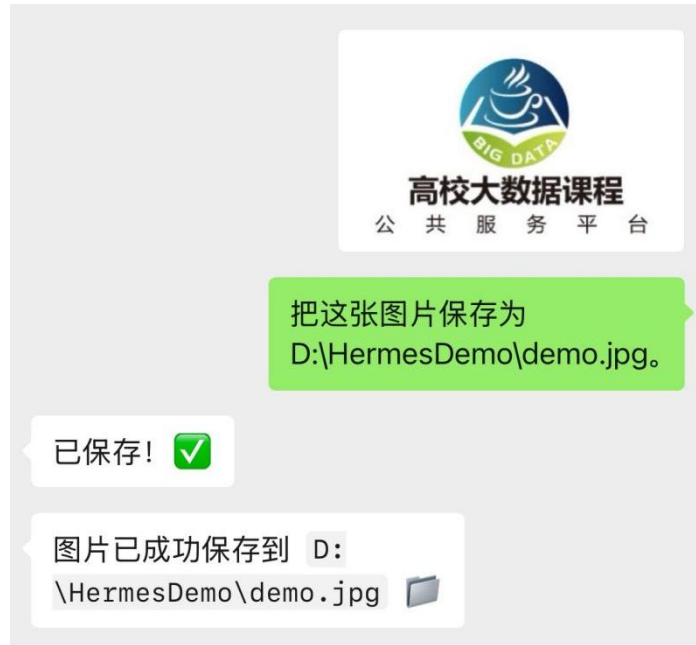 BIG DATA
高校大数据课程
公共服务平台
把这张图片保存为
D:\HermesDemo\demo.jpg。
已保存! ✅
图片已成功保存到 D:
\HermesDemo\demo.jpg 📁